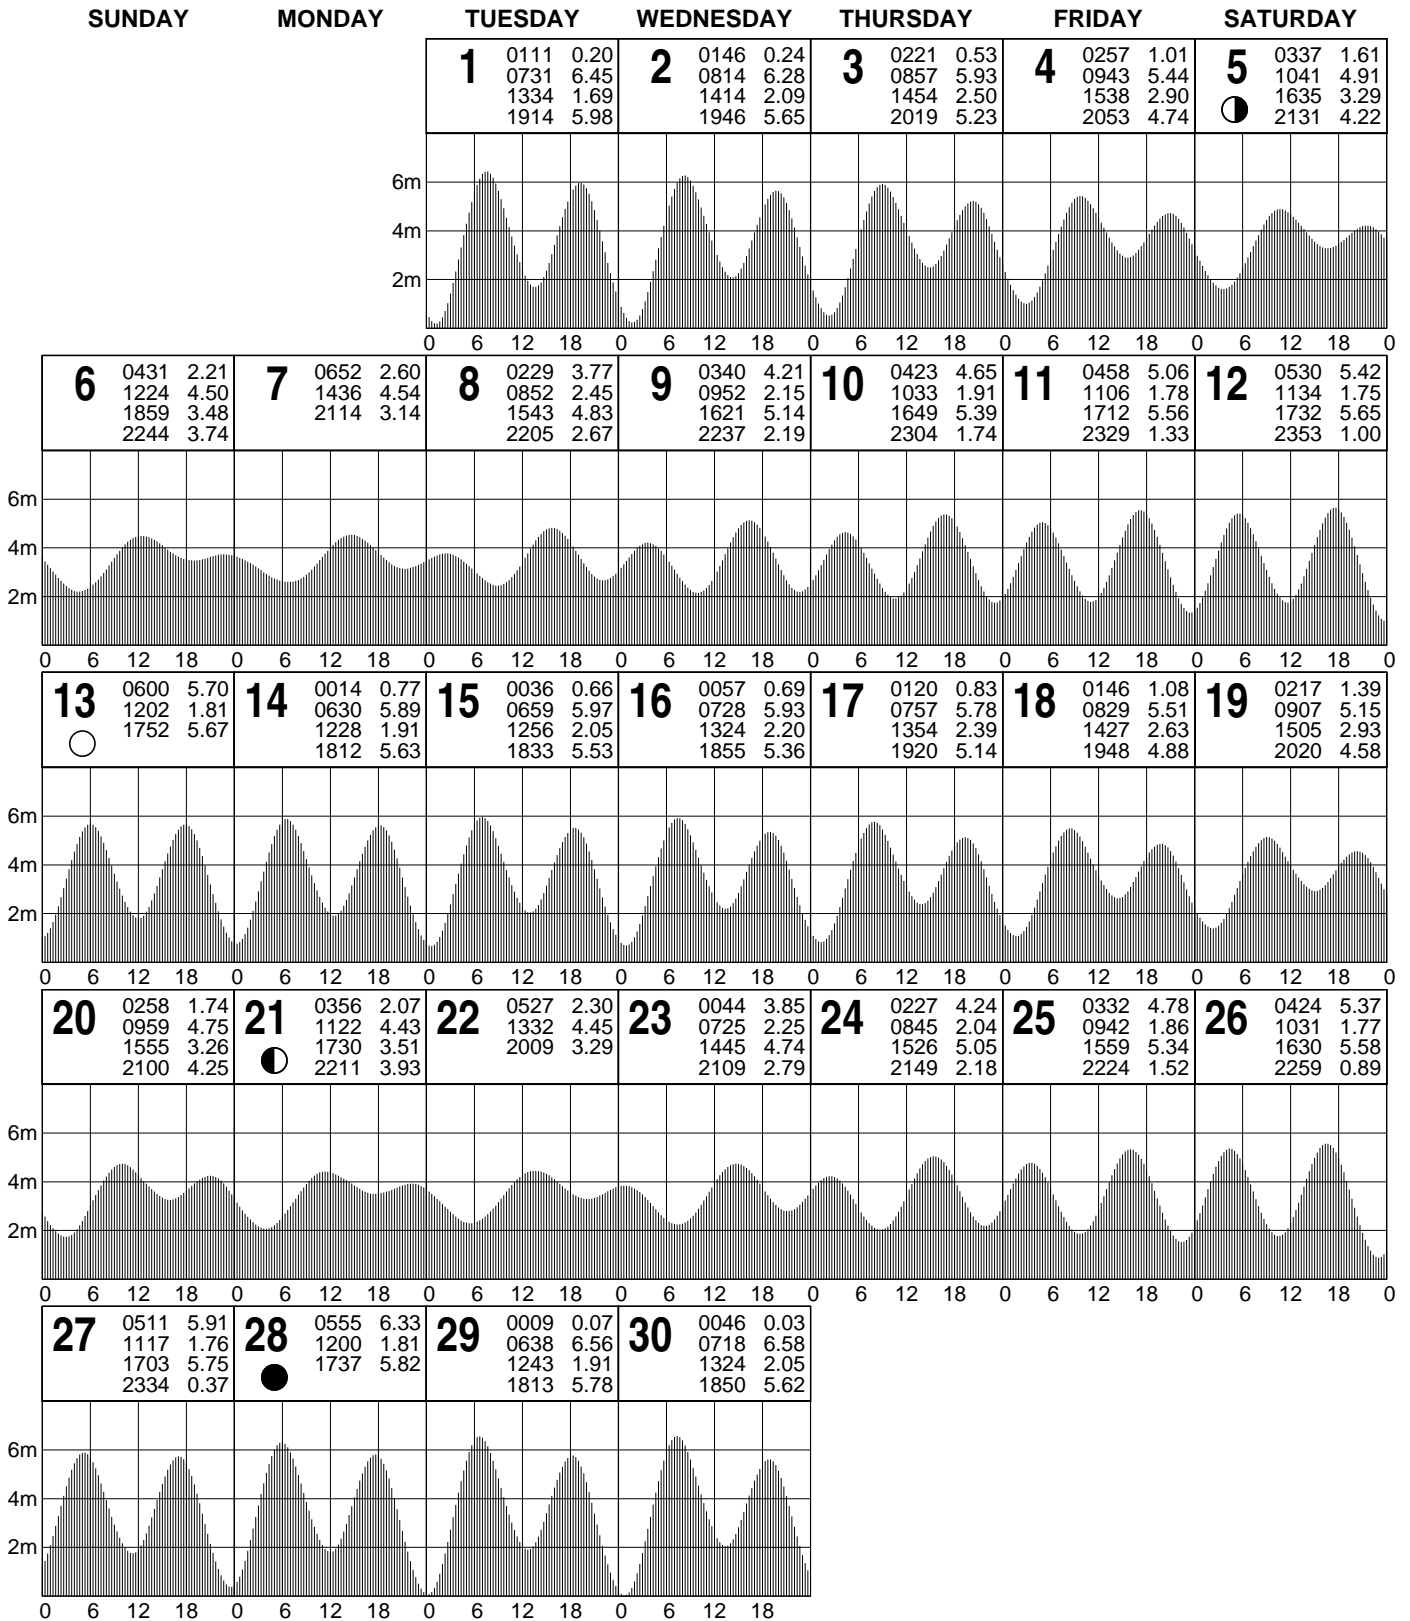 SUNDAY MONDAY TUESDAY WEDNESDAY THURSDAY FRIDAY SATURDAY
1 0111 0.20
0731 6.45
1334 1.69
1914 5.98
2 0146 0.24
0814 6.28
1414 2.09
1946 5.65
3 0221 0.53
0857 5.93
1454 2.50
2019 5.23
4 0257 1.01
0943 5.44
1538 2.90
2053 4.74
5 0337 1.61
1041 4.91
1635 3.29
2131 4.22
6m
4m
2m
0 6 12 18 0 6 12 18 0 6 12 18 0 6 12 18 0 6 12 18 0
6 0431 2.21
1224 4.50
1859 3.48
2244 3.74
7 0652 2.60
1436 4.54
2114 3.14
8 0229 3.77
0852 2.45
1543 4.83
2205 2.67
9 0340 4.21
0952 2.15
1621 5.14
2237 2.19
10 0423 4.65
1033 1.91
1649 5.39
2304 1.74
11 0458 5.06
1106 1.78
1712 5.56
2329 1.33
12 0530 5.42
1134 1.75
1732 5.65
2353 1.00
6m
4m
2m
0 6 12 18 0 6 12 18 0 6 12 18 0 6 12 18 0 6 12 18 0 6 12 18 0 6 12 18 0
13 0600 5.70
1202 1.81
1752 5.67
14 0014 0.77
0630 5.89
1228 1.91
1812 5.63
15 0036 0.66
0659 5.97
1256 2.05
1833 5.53
16 0057 0.69
0728 5.93
1324 2.20
1855 5.36
17 0120 0.83
0757 5.78
1354 2.39
1920 5.14
18 0146 1.08
0829 5.51
1427 2.63
1948 4.88
19 0217 1.39
0907 5.15
1505 2.93
2020 4.58
6m
4m
2m
0 6 12 18 0 6 12 18 0 6 12 18 0 6 12 18 0 6 12 18 0 6 12 18 0 6 12 18 0
20 0258 1.74
0959 4.75
1555 3.26
2100 4.25
21 0356 2.07
1122 4.43
1730 3.51
2211 3.93
22 0527 2.30
1332 4.45
2009 3.29
23 0044 3.85
0725 2.25
1445 4.74
2109 2.79
24 0227 4.24
0845 2.04
1526 5.05
2149 2.18
25 0332 4.78
0942 1.86
1559 5.34
2224 1.52
26 0424 5.37
1031 1.77
1630 5.58
2259 0.89
6m
4m
2m
0 6 12 18 0 6 12 18 0 6 12 18 0 6 12 18 0 6 12 18 0 6 12 18 0 6 12 18 0
27 0511 5.91
1117 1.76
1703 5.75
2334 0.37
28 0555 6.33
1200 1.81
1737 5.82
29 0009 0.07
0638 6.56
1243 1.91
1813 5.78
30 0046 0.03
0718 6.58
1324 2.05
1850 5.62
6m
4m
2m
0 6 12 18 0 6 12 18 0 6 12 18 0 6 12 18